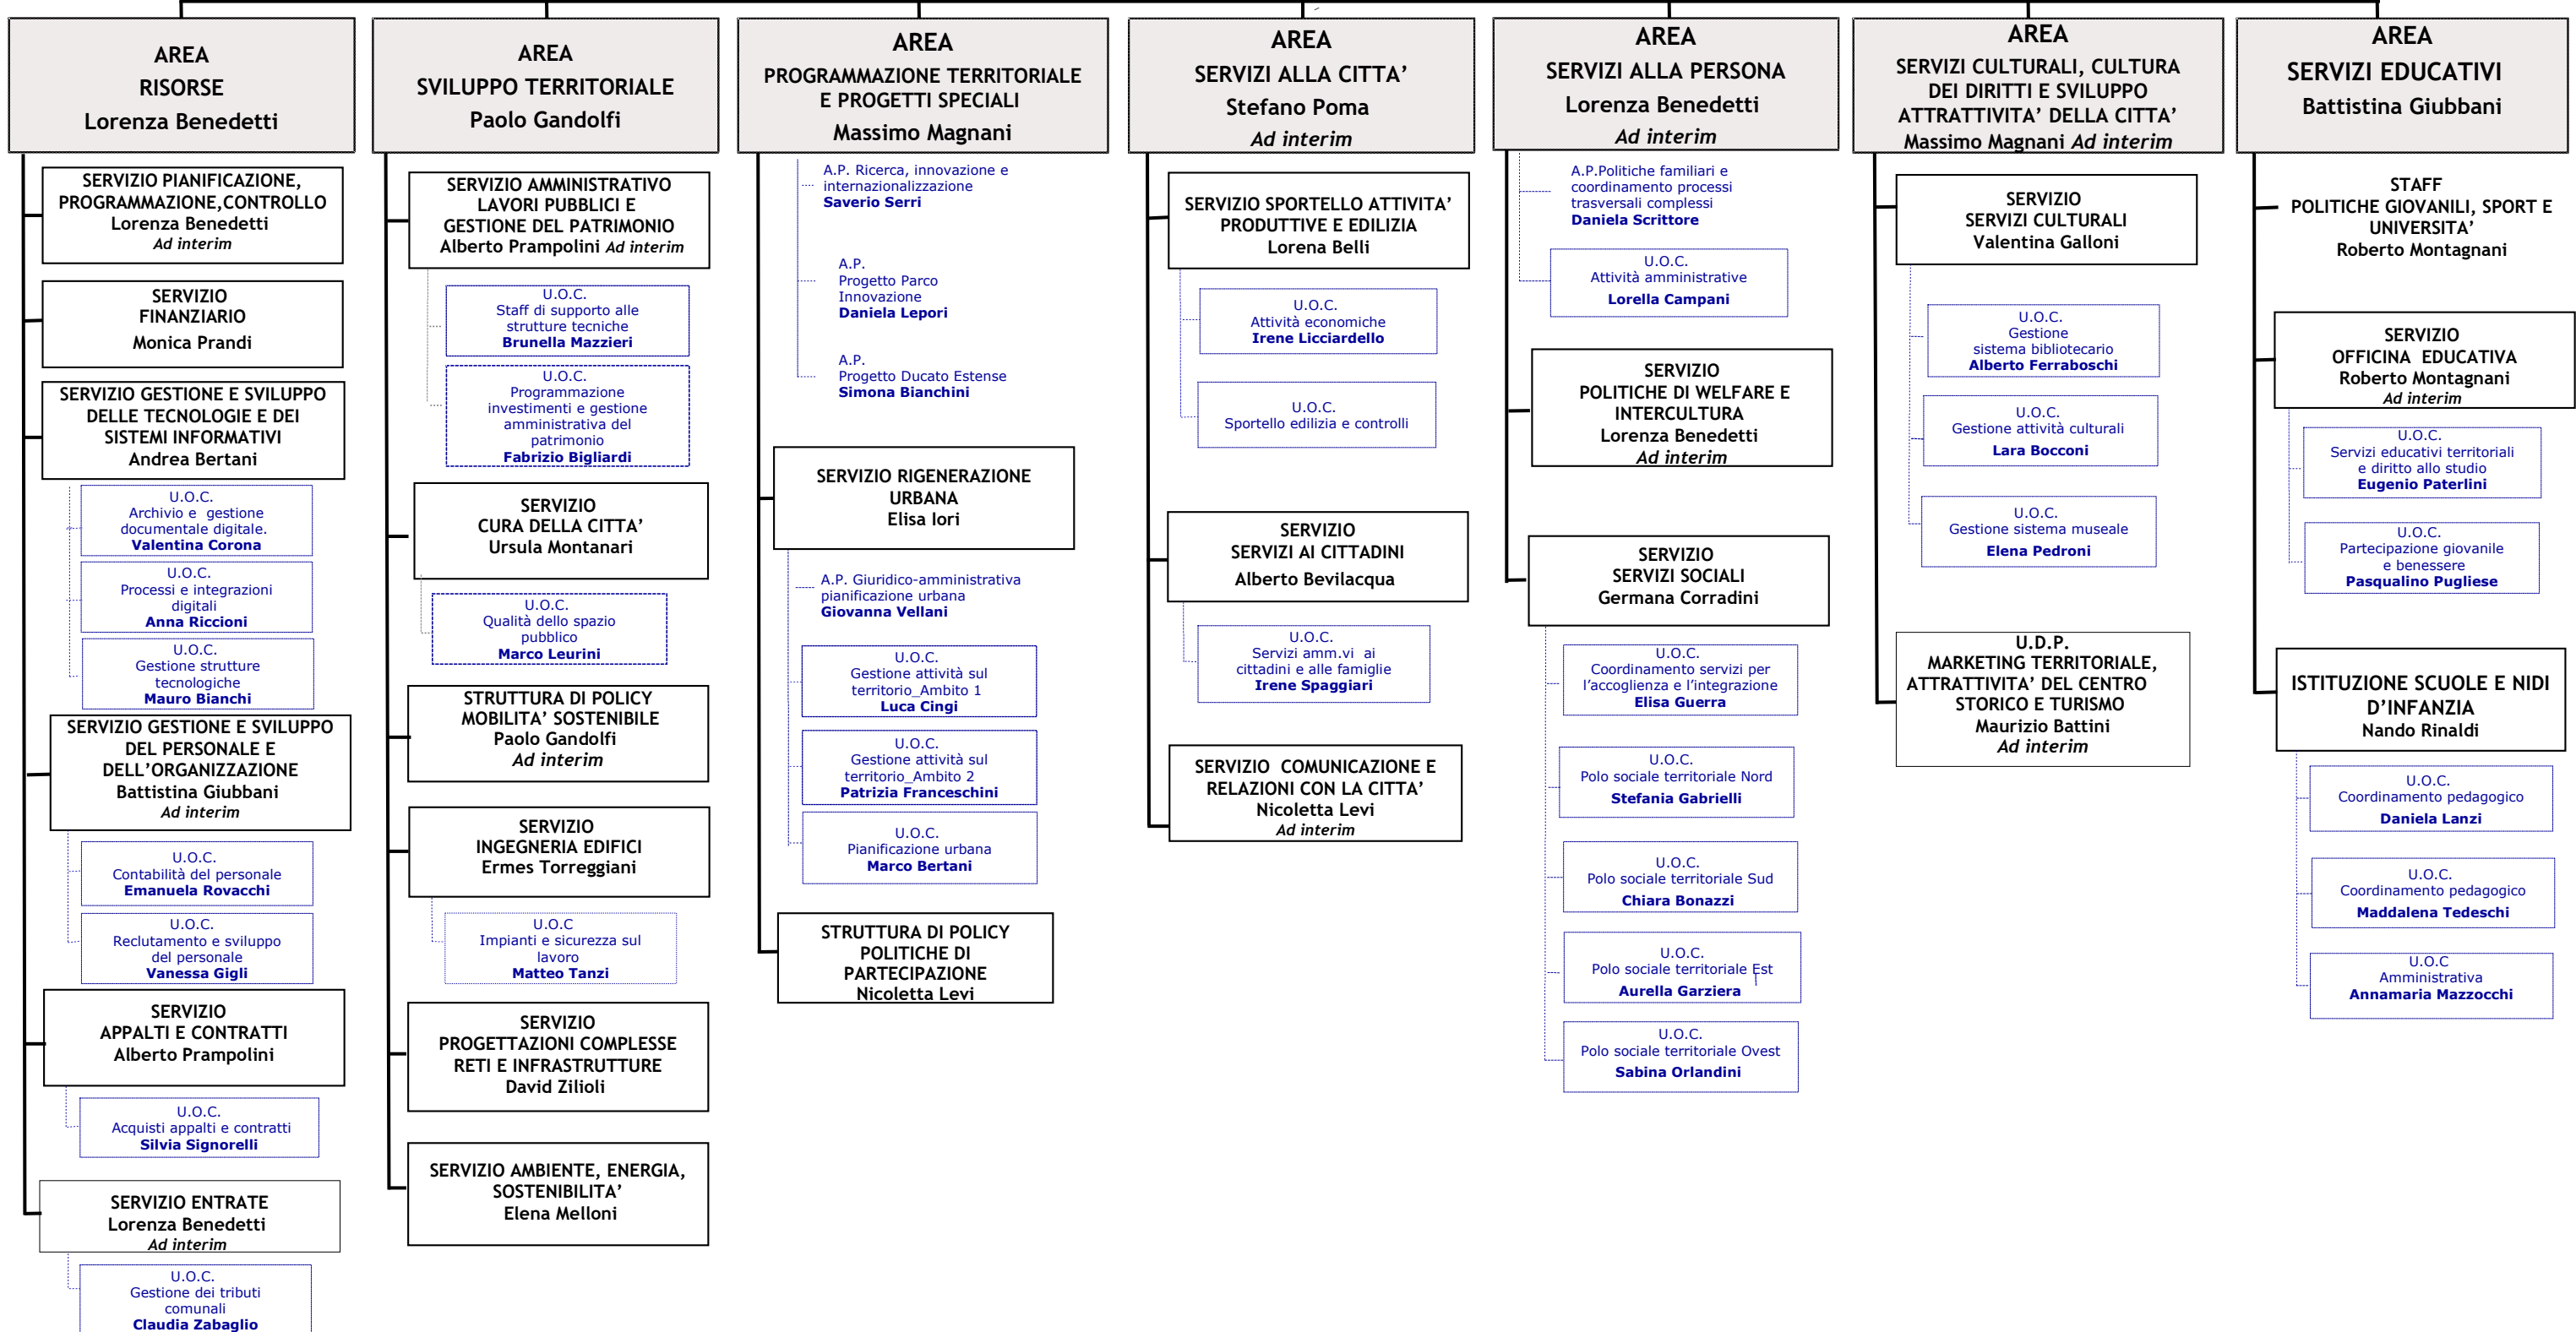 AREA
RISORSE
Lorenza Benedetti
SERVIZIO PIANIFICAZIONE,
PROGRAMMAZIONE,CONTROLLO
Lorenza Benedetti
Ad interim
SERVIZIO
FINANZIARIO
Monica Prandi
SERVIZIO GESTIONE E SVILUPPO
DELLE TECNOLOGIE E DEI
SISTEMI INFORMATIVI
Andrea Bertani
U.O.C.
Archivio e gestione
documentale digitale.
Valentina Corona
U.O.C.
Processi e integrazioni
digitali
Anna Riccioni
U.O.C.
Gestione strutture
tecnologiche
Mauro Bianchi
SERVIZIO GESTIONE E SVILUPPO
DEL PERSONALE E
DELL’ORGANIZZAZIONE
Battistina Giubbani
Ad interim
U.O.C.
Contabilità del personale
Emanuela Rovacchi
U.O.C.
Reclutamento e sviluppo
del personale
Vanessa Gigli
SERVIZIO
APPALTI E CONTRATTI
Alberto Prampolini
U.O.C.
Acquisti appalti e contratti
Silvia Signorelli
SERVIZIO ENTRATE
Lorenza Benedetti
Ad interim
U.O.C.
Gestione dei tributi
comunali
Claudia Zabaglio
AREA
SVILUPPO TERRITORIALE
Paolo Gandolfi
SERVIZIO AMMINISTRATIVO
LAVORI PUBBLICI E
GESTIONE DEL PATRIMONIO
Alberto Prampolini Ad interim
U.O.C.
Staff di supporto alle
strutture tecniche
Brunella Mazzieri
U.O.C.
Programmazione
investimenti e gestione
amministrativa del
patrimonio
Fabrizio Bigliardi
SERVIZIO
CURA DELLA CITTA’
Ursula Montanari
U.O.C.
Qualità dello spazio
pubblico
Marco Leurini
STRUTTURA DI POLICY
MOBILITA’ SOSTENIBILE
Paolo Gandolfi
Ad interim
SERVIZIO
INGEGNERIA EDIFICI
Ermes Torreggiani
U.O.C
Impianti e sicurezza sul
lavoro
Matteo Tanzi
SERVIZIO
PROGETTAZIONI COMPLESSE
RETI E INFRASTRUTTURE
David Zilioli
SERVIZIO AMBIENTE, ENERGIA,
SOSTENIBILITA’
Elena Melloni
AREA
PROGRAMMAZIONE TERRITORIALE
E PROGETTI SPECIALI
Massimo Magnani
A.P. Ricerca, innovazione e
internazionalizzazione
Saverio Serri
A.P.
Progetto Parco
Innovazione
Daniela Lepori
A.P.
Progetto Ducato Estense
Simona Bianchini
SERVIZIO RIGENERAZIONE
URBANA
Elisa Iori
A.P. Giuridico-amministrativa
pianificazione urbana
Giovanna Vellani
U.O.C.
Gestione attività sul
territorio_Ambito 1
Luca Cingi
U.O.C.
Gestione attività sul
territorio_Ambito 2
Patrizia Franceschini
U.O.C.
Pianificazione urbana
Marco Bertani
STRUTTURA DI POLICY
POLITICHE DI
PARTECIPAZIONE
Nicoletta Levi
AREA
SERVIZI ALLA CITTA’
Stefano Poma
Ad interim
SERVIZIO SPORTELLO ATTIVITA’
PRODUTTIVE E EDILIZIA
Lorena Belli
U.O.C.
Attività economiche
Irene Licciardello
U.O.C.
Sportello edilizia e controlli
SERVIZIO
SERVIZI AI CITTADINI
Alberto Bevilacqua
U.O.C.
Servizi amm.vi ai
cittadini e alle famiglie
Irene Spaggiari
SERVIZIO COMUNICAZIONE E
RELAZIONI CON LA CITTA’
Nicoletta Levi
Ad interim
AREA
SERVIZI ALLA PERSONA
Lorenza Benedetti
Ad interim
A.P.Politiche familiari e
coordinamento processi
trasversali complessi
Daniela Scrittore
U.O.C.
Attività amministrative
Lorella Campani
SERVIZIO
POLITICHE DI WELFARE E
INTERCULTURA
Lorenza Benedetti
Ad interim
SERVIZIO
SERVIZI SOCIALI
Germana Corradini
U.O.C.
Coordinamento servizi per
l’accoglienza e l’integrazione
Elisa Guerra
U.O.C.
Polo sociale territoriale Nord
Stefania Gabrielli
U.O.C.
Polo sociale territoriale Sud
Chiara Bonazzi
U.O.C.
Polo sociale territoriale Est
Aurella Garziera
U.O.C.
Polo sociale territoriale Ovest
Sabina Orlandini
AREA
SERVIZI CULTURALI, CULTURA
DEI DIRITTI E SVILUPPO
ATTRATTIVITA’ DELLA CITTA’
Massimo Magnani Ad interim
SERVIZIO
SERVIZI CULTURALI
Valentina Galloni
U.O.C.
Gestione
sistema bibliotecario
Alberto Ferraboschi
U.O.C.
Gestione attività culturali
Lara Bocconi
U.O.C.
Gestione sistema museale
Elena Pedroni
U.D.P.
MARKETING TERRITORIALE,
ATTRATTIVITA’ DEL CENTRO
STORICO E TURISMO
Maurizio Battini
Ad interim
AREA
SERVIZI EDUCATIVI
Battistina Giubbani
STAFF
POLITICHE GIOVANILI, SPORT E
UNIVERSITA’
Roberto Montagnani
SERVIZIO
OFFICINA EDUCATIVA
Roberto Montagnani
Ad interim
U.O.C.
Servizi educativi territoriali
e diritto allo studio
Eugenio Paterlini
U.O.C.
Partecipazione giovanile
e benessere
Pasqualino Pugliese
ISTITUZIONE SCUOLE E NIDI
D’INFANZIA
Nando Rinaldi
U.O.C.
Coordinamento pedagogico
Daniela Lanzi
U.O.C.
Coordinamento pedagogico
Maddalena Tedeschi
U.O.C
Amministrativa
Annamaria Mazzocchi